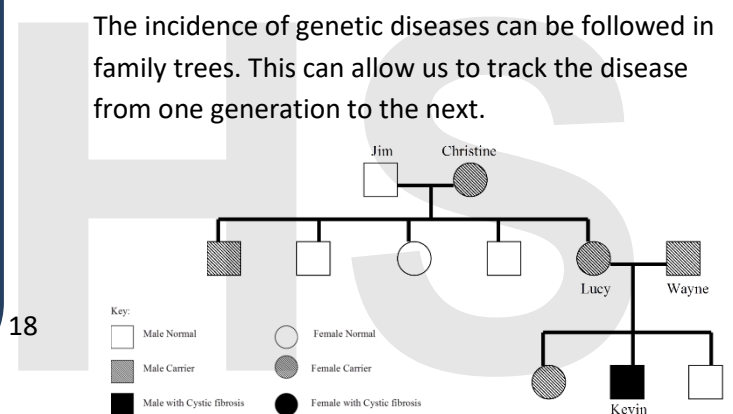 The incidence of genetic diseases can be followed in
family trees. This can allow us to track the disease
from one generation to the next.
Jim Christine
Lucy Wayne
Key:
18
Male Normal Female Normal
Male Carrier Female Carrier
Male with Cystic fibrosis Female with Cystic fibrosis
Kevin
HS